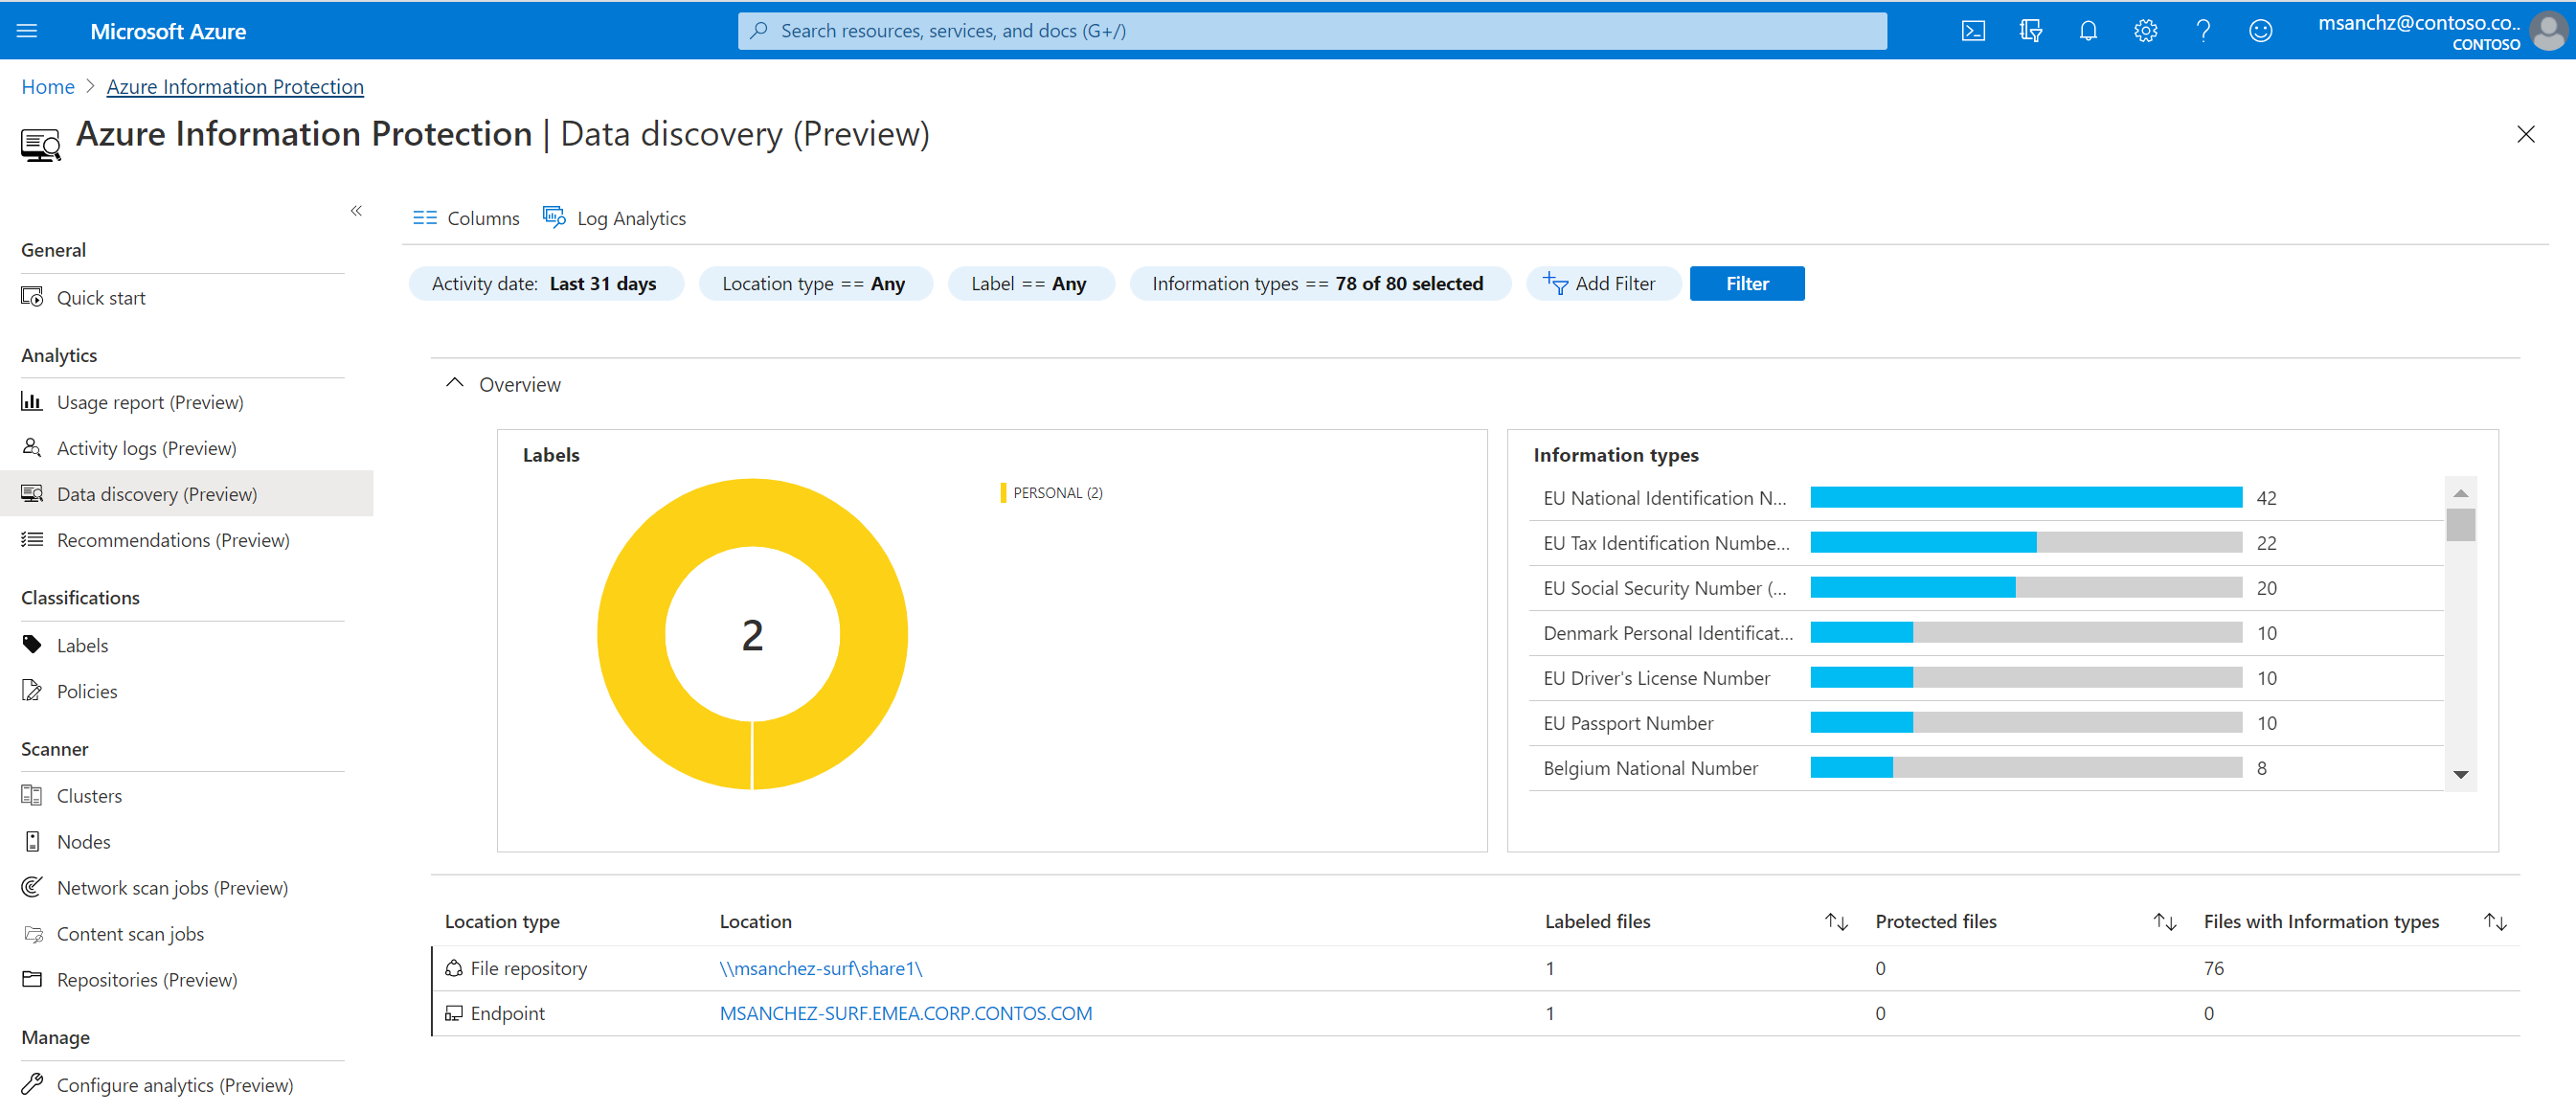 Microsoft Azure
Search resources, services, and docs (G+/)
msanchz@contoso.co..
CONTOSO
Home > Azure Information Protection
Azure Information Protection | Data discovery (Preview)
«
Columns
Log Analytics
General
Quick start
Analytics
Usage report (Preview)
Activity logs (Preview)
Data discovery (Preview)
Recommendations (Preview)
Classifications
Labels
Policies
Scanner
Clusters
Nodes
Network scan jobs (Preview)
Content scan jobs
Repositories (Preview)
Manage
Configure analytics (Preview)
Activity date: Last 31 days
Location type == Any
Label == Any
Information types == 78 of 80 selected
Add Filter
Filter
Overview
Labels
PERSONAL (2)
2
Information types
EU National Identification N... 42
EU Tax Identification Numbe... 22
EU Social Security Number (... 20
Denmark Personal Identificat... 10
EU Driver's License Number 10
EU Passport Number 10
Belgium National Number 8
Location type Location Labeled files Protected files Files with Information types
File repository \\msanchez-surf\share1\ 1 0 76
Endpoint MSANCHEZ-SURF.EMEA.CORP.CONTOS.COM 1 0 0